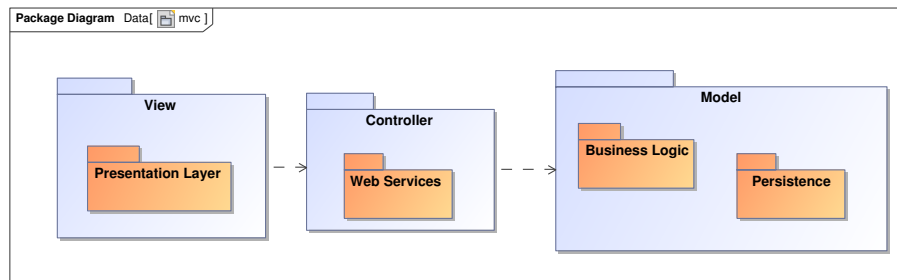 Package Diagram Data[ mvc ]
View
Presentation Layer
Controller
Web Services
Model
Business Logic
Persistence